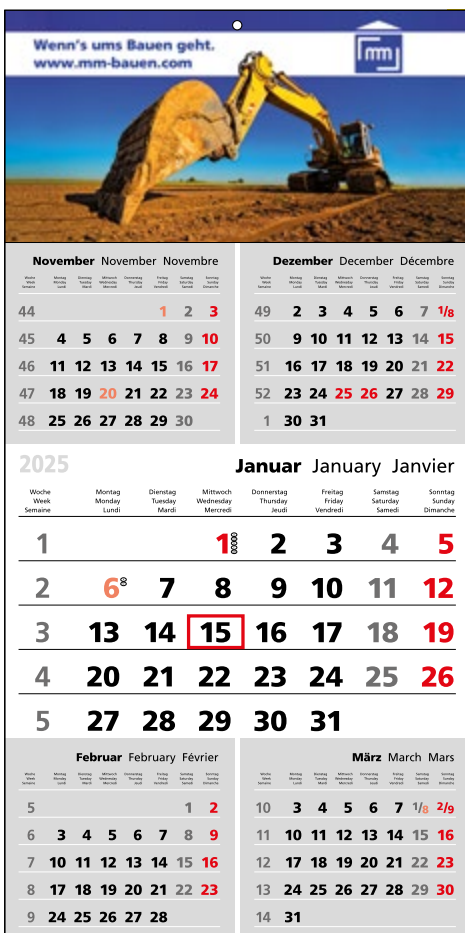 Wenn's ums Bauen geht.
www.mm-bauen.com
mm
November November Novembre
Woche Montag Dienstag Mittwoch Donnerstag Freitag Samstag Sonntag
Week Monday Tuesday Wednesday Thursday Friday Saturday Sunday
Semaine Lundi Mardi Mercredi Jeudi Vendredi Samedi Dimanche
44 1 2 3
45 4 5 6 7 8 9 10
46 11 12 13 14 15 16 17
47 18 19 20 21 22 23 24
48 25 26 27 28 29 30
Dezember December Décembre
Woche Montag Dienstag Mittwoch Donnerstag Freitag Samstag Sonntag
Week Monday Tuesday Wednesday Thursday Friday Saturday Sunday
Semaine Lundi Mardi Mercredi Jeudi Vendredi Samedi Dimanche
49 2 3 4 5 6 7 1/8
50 9 10 11 12 13 14 15
51 16 17 18 19 20 21 22
52 23 24 25 26 27 28 29
1 30 31
2025 Januar January Janvier
Woche Montag Dienstag Mittwoch Donnerstag Freitag Samstag Sonntag
Week Monday Tuesday Wednesday Thursday Friday Saturday Sunday
Semaine Lundi Mardi Mercredi Jeudi Vendredi Samedi Dimanche
1 1 2 3 4 5
2 6 7 8 9 10 11 12
3 13 14 15 16 17 18 19
4 20 21 22 23 24 25 26
5 27 28 29 30 31
Februar February Février
Woche Montag Dienstag Mittwoch Donnerstag Freitag Samstag Sonntag
Week Monday Tuesday Wednesday Thursday Friday Saturday Sunday
Semaine Lundi Mardi Mercredi Jeudi Vendredi Samedi Dimanche
5 1 2
6 3 4 5 6 7 8 9
7 10 11 12 13 14 15 16
8 17 18 19 20 21 22 23
9 24 25 26 27 28
März March Mars
Woche Montag Dienstag Mittwoch Donnerstag Freitag Samstag Sonntag
Week Monday Tuesday Wednesday Thursday Friday Saturday Sunday
Semaine Lundi Mardi Mercredi Jeudi Vendredi Samedi Dimanche
10 3 4 5 6 7 1/8 2/9
11 10 11 12 13 14 15 16
12 17 18 19 20 21 22 23
13 24 25 26 27 28 29 30
14 31